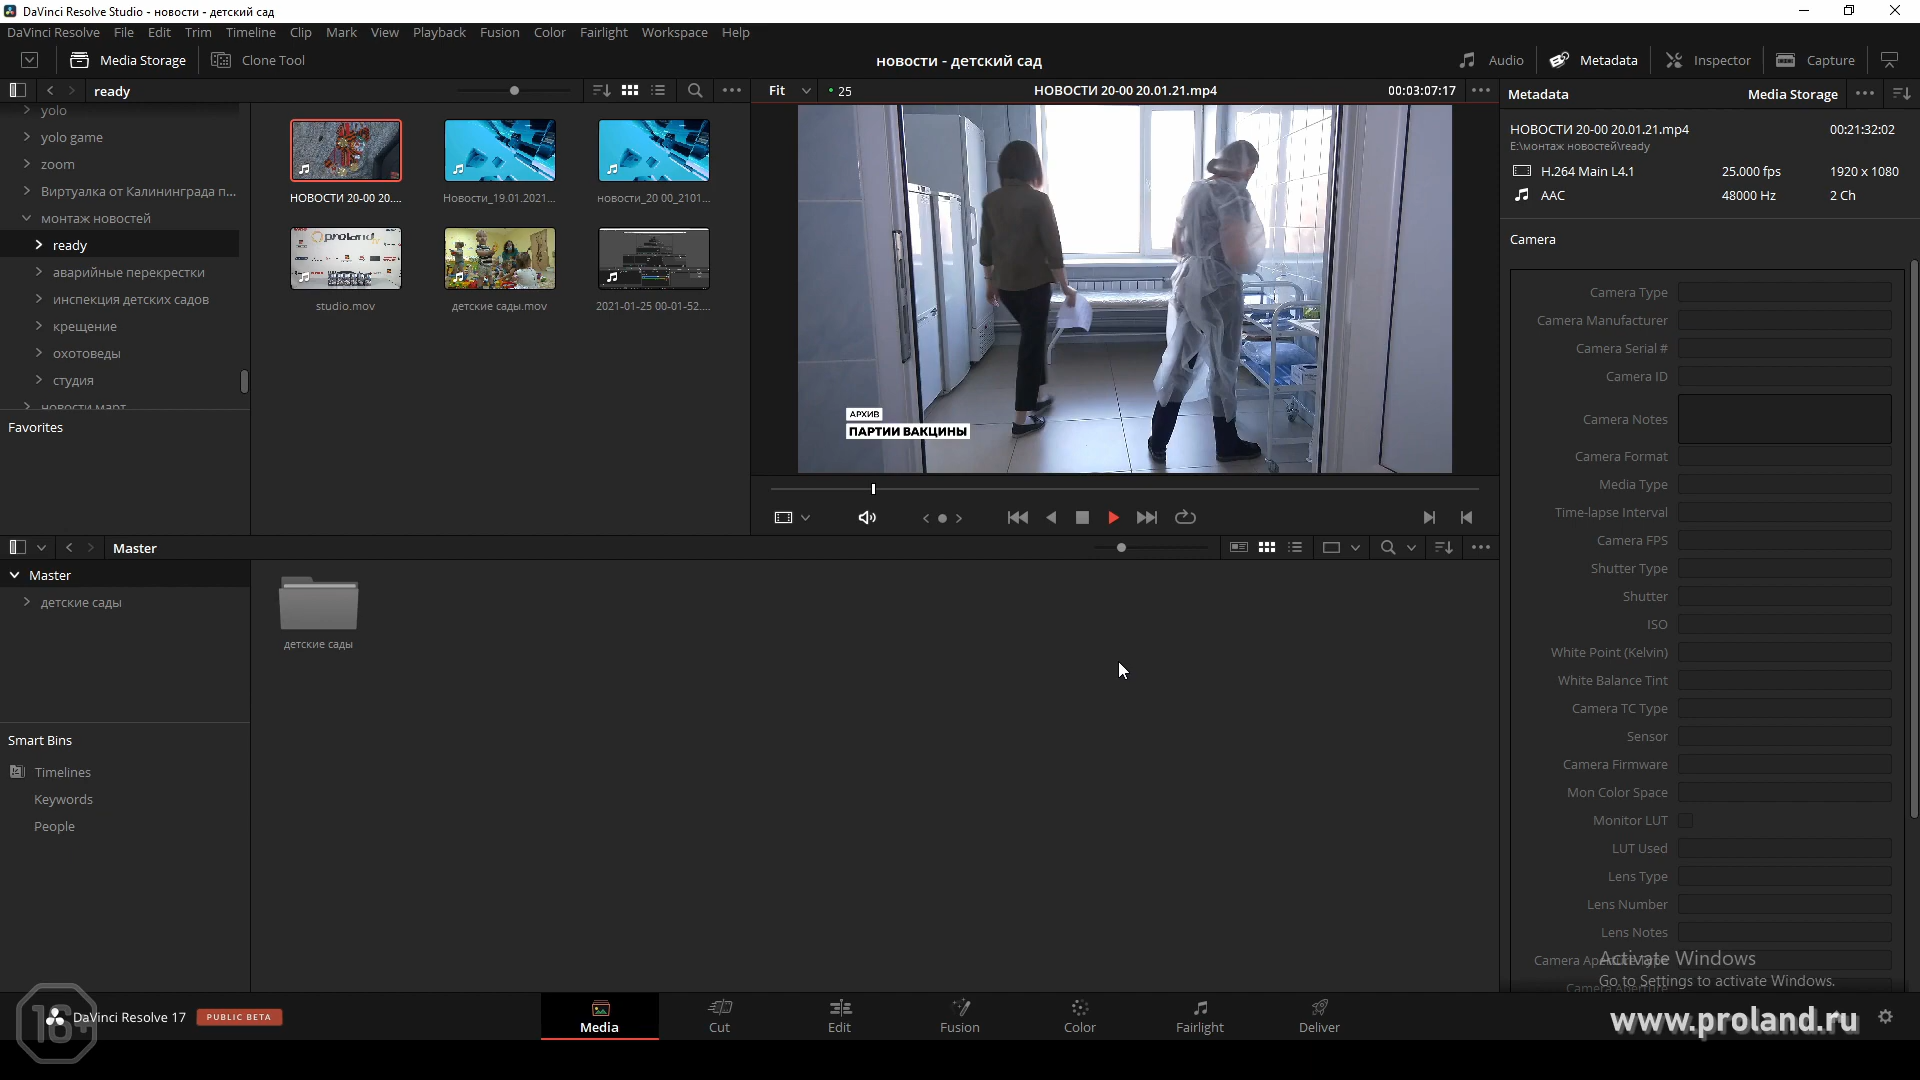 DaVinci Resolve Studio - новости - детский сад
DaVinci Resolve File Edit Trim Timeline Clip Mark View Playback Fusion Color Fairlight Workspace Help
Media Storage Clone Tool
новости - детский сад
Audio Metadata Inspector Capture
ready
yolo
yolo game
zoom
Виртуалка от Калининграда п...
монтаж новостей
ready
аварийные перекрестки
инспекция детских садов
крещение
охотоведы
студия
новости март
Favorites
НОВОСТИ 20-00 20....
Новости_19.01.2021...
новости_20 00_2101...
studio.mov
детские сады.mov
2021-01-25 00-01-52....
Fit
25
НОВОСТИ 20-00 20.01.21.mp4
00:03:07:17
АРХИВ
ПАРТИИ ВАКЦИНЫ
Metadata
Media Storage
НОВОСТИ 20-00 20.01.21.mp4
00:21:32:02
E:\монтаж новостей\ready
H.264 Main L4.1
25.000 fps
1920 x 1080
AAC
48000 Hz
2 Ch
Camera
Camera Type
Camera Manufacturer
Camera Serial #
Camera ID
Camera Notes
Camera Format
Media Type
Time-lapse Interval
Camera FPS
Shutter Type
Shutter
ISO
White Point (Kelvin)
White Balance Tint
Camera TC Type
Sensor
Camera Firmware
Mon Color Space
Monitor LUT
LUT Used
Lens Type
Lens Number
Lens Notes
Camera Aperture Type
Camera Aperture
Activate Windows
Go to Settings to activate Windows.
Master
Master
детские сады
детские сады
Smart Bins
Timelines
Keywords
People
16+
DaVinci Resolve 17
PUBLIC BETA
Media
Cut
Edit
Fusion
Color
Fairlight
Deliver
www.proland.ru